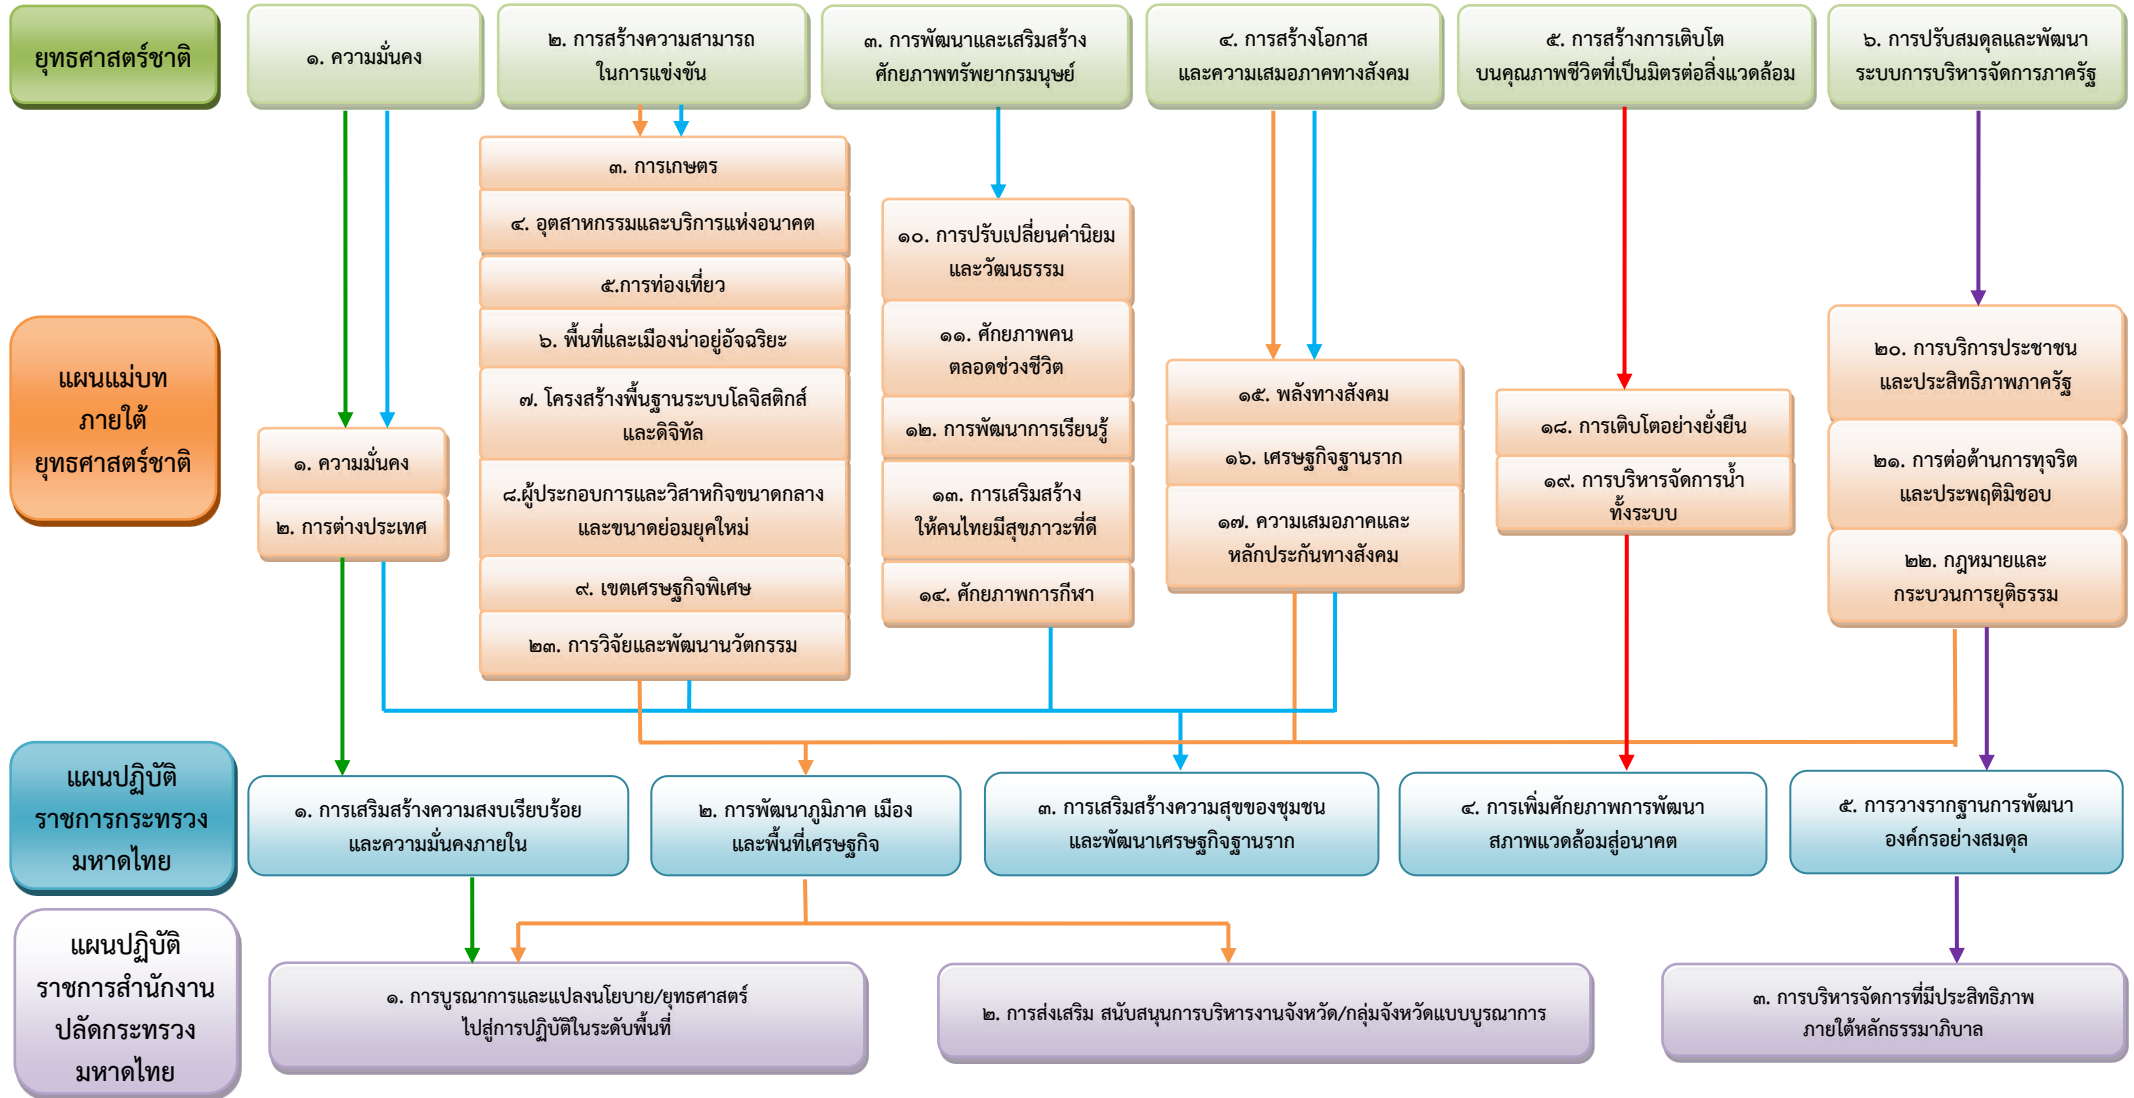 ยุทธศาสตร์ชาติ
๑. ความมั่นคง
๒. การสร้างความสามารถ
ในการแข่งขัน
๓. การพัฒนาและเสริมสร้าง
ศักยภาพทรัพยากรมนุษย์
๔. การสร้างโอกาส
และความเสมอภาคทางสังคม
๕. การสร้างการเติบโต
บนคุณภาพชีวิตที่เป็นมิตรต่อสิ่งแวดล้อม
๖. การปรับสมดุลและพัฒนา
ระบบการบริหารจัดการภาครัฐ
แผนแม่บท
ภายใต้
ยุทธศาสตร์ชาติ
๑. ความมั่นคง
๒. การต่างประเทศ
๓. การเกษตร
๔. อุตสาหกรรมและบริการแห่งอนาคต
๕.การท่องเที่ยว
๖. พื้นที่และเมืองน่าอยู่อัจฉริยะ
๗. โครงสร้างพื้นฐานระบบโลจิสติกส์
และดิจิทัล
๘.ผู้ประกอบการและวิสาหกิจขนาดกลาง
และขนาดย่อมยุคใหม่
๙. เขตเศรษฐกิจพิเศษ
๒๓. การวิจัยและพัฒนานวัตกรรม
๑๐. การปรับเปลี่ยนค่านิยม
และวัฒนธรรม
๑๑. ศักยภาพคน
ตลอดช่วงชีวิต
๑๒. การพัฒนาการเรียนรู้
๑๓. การเสริมสร้าง
ให้คนไทยมีสุขภาวะที่ดี
๑๔. ศักยภาพการกีฬา
๑๕. พลังทางสังคม
๑๖. เศรษฐกิจฐานราก
๑๗. ความเสมอภาคและ
หลักประกันทางสังคม
๑๘. การเติบโตอย่างยั่งยืน
๑๙. การบริหารจัดการน้ำ
ทั้งระบบ
๒๐. การบริการประชาชน
และประสิทธิภาพภาครัฐ
๒๑. การต่อต้านการทุจริต
และประพฤติมิชอบ
๒๒. กฎหมายและ
กระบวนการยุติธรรม
แผนปฏิบัติ
ราชการกระทรวง
มหาดไทย
๑. การเสริมสร้างความสงบเรียบร้อย
และความมั่นคงภายใน
๒. การพัฒนาภูมิภาค เมือง
และพื้นที่เศรษฐกิจ
๓. การเสริมสร้างความสุขของชุมชน
และพัฒนาเศรษฐกิจฐานราก
๔. การเพิ่มศักยภาพการพัฒนา
สภาพแวดล้อมสู่อนาคต
๕. การวางรากฐานการพัฒนา
องค์กรอย่างสมดุล
แผนปฏิบัติ
ราชการสำนักงาน
ปลัดกระทรวง
มหาดไทย
๑. การบูรณาการและแปลงนโยบาย/ยุทธศาสตร์
ไปสู่การปฏิบัติในระดับพื้นที่
๒. การส่งเสริม สนับสนุนการบริหารงานจังหวัด/กลุ่มจังหวัดแบบบูรณาการ
๓. การบริหารจัดการที่มีประสิทธิภาพ
ภายใต้หลักธรรมาภิบาล